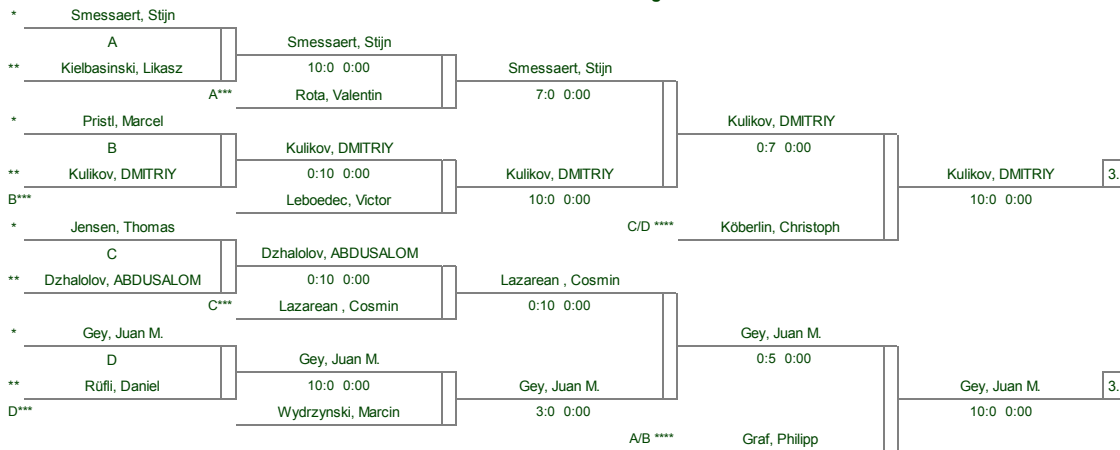 * Smessaert, Stijn
A
Smessaert, Stijn
** Kielbasinski, Likasz
10:0 0:00
Smessaert, Stijn
A*** Rota, Valentin
7:0 0:00
* Pristl, Marcel
Kulikov, DMITRIY
B
Kulikov, DMITRIY
0:7 0:00
** Kulikov, DMITRIY
0:10 0:00
Kulikov, DMITRIY
Kulikov, DMITRIY
3.
B***
Leboedec, Victor
10:0 0:00
10:0 0:00
* Jensen, Thomas
C/D **** Köberlin, Christoph
C
Dzhalolov, ABDUSALOM
** Dzhalolov, ABDUSALOM
0:10 0:00
Lazarean , Cosmin
C*** Lazarean , Cosmin
0:10 0:00
* Gey, Juan M.
Gey, Juan M.
D
Gey, Juan M.
0:5 0:00
** Rüfli, Daniel
10:0 0:00
Gey, Juan M.
Gey, Juan M.
3.
D***
Wydrzynski, Marcin
3:0 0:00
10:0 0:00
A/B **** Graf, Philipp